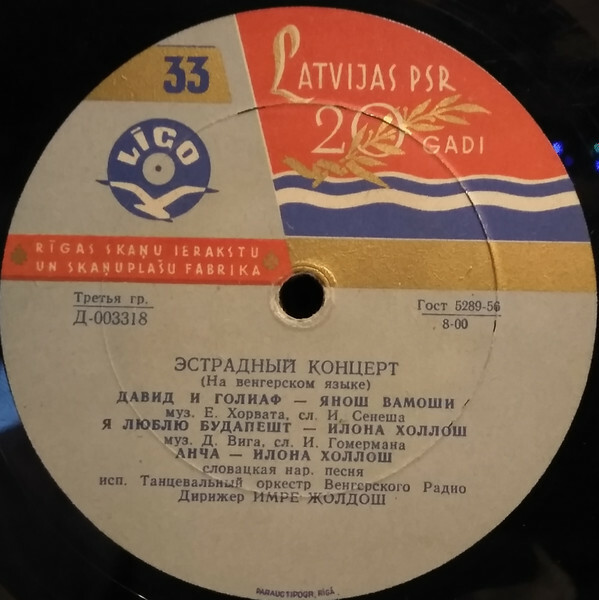 33
LATVIJAS PSR
20 GADI
LĪGO
RĪGAS SKAŅU IERAKSTU
UN SKAŅUPLAŠU FABRIKA
Третья гр.
Д-003318
Гост 5289-56
8-00
ЭСТРАДНЫЙ КОНЦЕРТ
(На венгерском языке)
ДАВИД И ГОЛИАФ — ЯНОШ ВАМОШИ
муз. Е. Хорвата, сл. И. Сенеша
Я ЛЮБЛЮ БУДАПЕШТ — ИЛОНА ХОЛЛОШ
муз. Д. Вига, сл. И. Гомермана
АНЧА — ИЛОНА ХОЛЛОШ
словацкая нар. песня
исп. Танцевальный оркестр Венгерского Радио
Дирижер ИМРЕ ЖОЛДОШ
PARAUGTIPOGR. RĪGĀ.